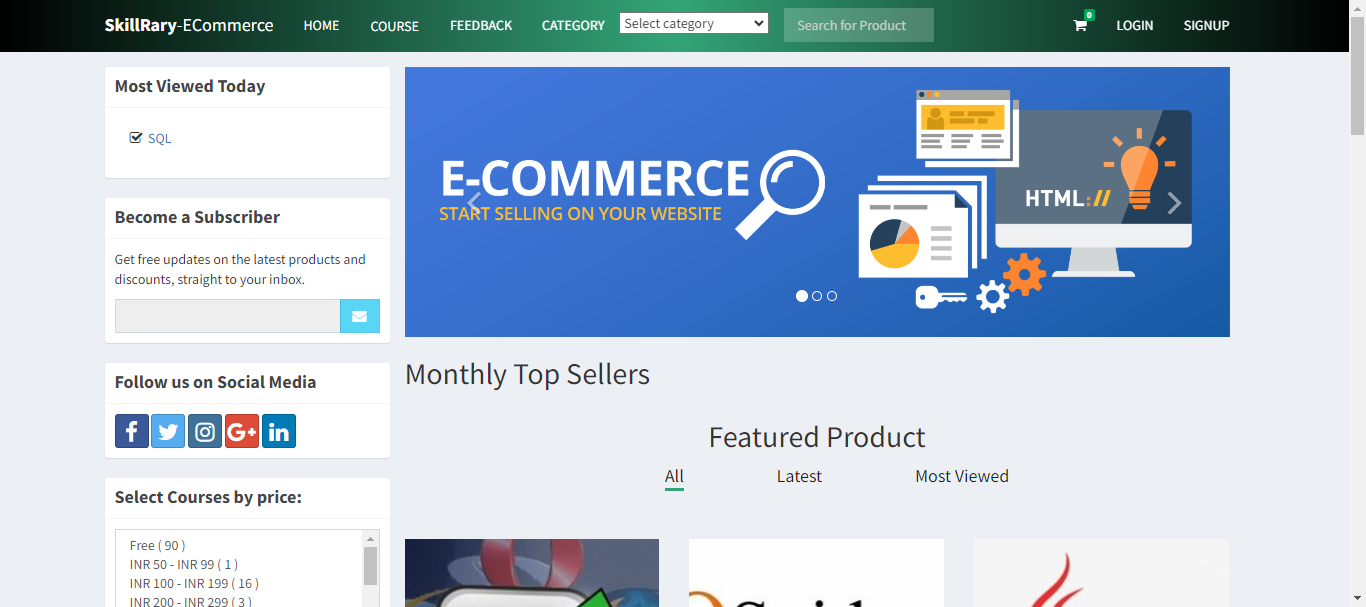 SkillRary-ECommerce HOME COURSE FEEDBACK CATEGORY Select category Search for Product 0 LOGIN SIGNUP
Most Viewed Today
SQL
Become a Subscriber
Get free updates on the latest products and
discounts, straight to your inbox.
Follow us on Social Media
f G+ in
Select Courses by price:
Free ( 90 )
INR 50 - INR 99 ( 1 )
INR 100 - INR 199 ( 16 )
INR 200 - INR 299 ( 3 )
E-COMMERCE
START SELLING ON YOUR WEBSITE
HTML://
Monthly Top Sellers
Featured Product
All Latest Most Viewed